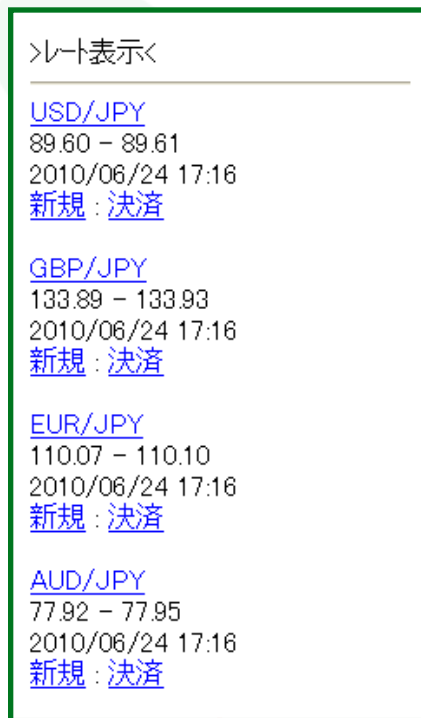 >レート表示<
USD/JPY
89.60 - 89.61
2010/06/24 17:16
新規 : 決済
GBP/JPY
133.89 - 133.93
2010/06/24 17:16
新規 : 決済
EUR/JPY
110.07 - 110.10
2010/06/24 17:16
新規 : 決済
AUD/JPY
77.92 - 77.95
2010/06/24 17:16
新規 : 決済